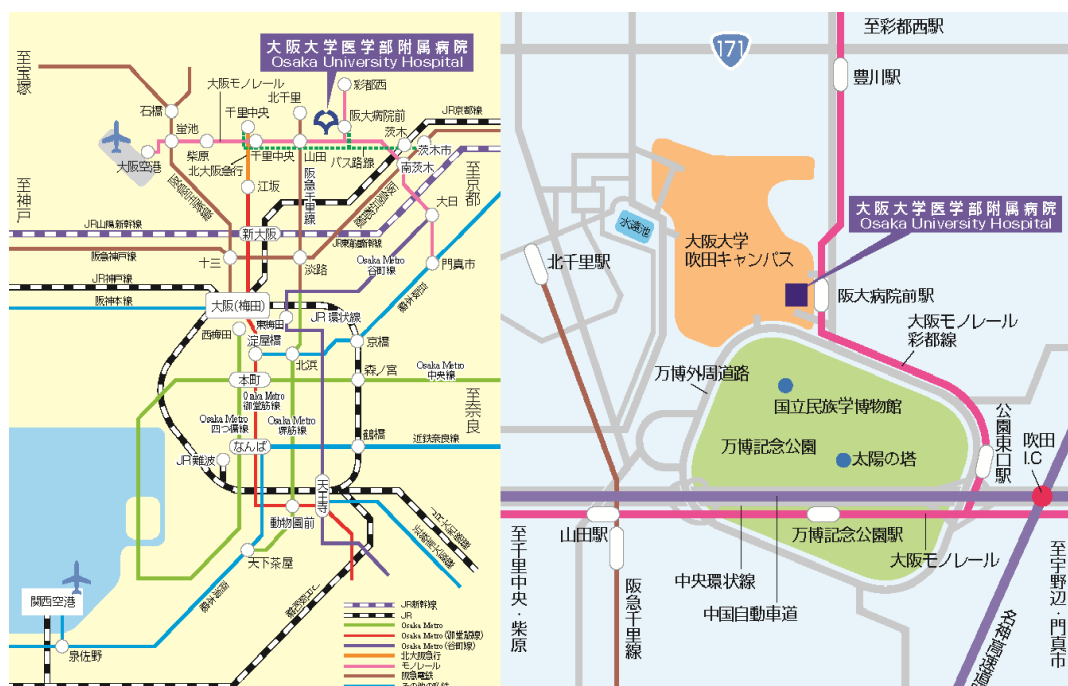 大阪大学医学部附属病院
Osaka University Hospital
至宝塚
石橋
大阪モノレール
北千里
彩都西
千里中央
阪大病院前
JR京都線
茨木
蛍池
柴原
千里中央
山田
バス路線
茨木市
大阪空港
北大阪急行
南茨木
至神戸
江坂
阪急千里線
至京都
大日
JR山陽新幹線
新大阪
JR東海道新幹線
阪急神戸線
十三
淡路
Osaka Metro
谷町線
門真市
JR神戸線
阪神本線
大阪(梅田)
西梅田
東梅田
JR環状線
京阪本線
淀屋橋
北浜
京橋
本町
森ノ宮
Osaka Metro
中央線
Osaka Metro
御堂筋線
至奈良
Osaka Metro
四つ橋線
Osaka Metro
堺筋線
なんば
鶴橋
近鉄奈良線
JR難波
天王寺
動物園前
天下茶屋
関西空港
泉佐野
JR新幹線
JR
Osaka Metro
Osaka Metro (御堂筋線)
Osaka Metro (谷町線)
北大阪急行
モノレール
阪急電鉄
至彩都西駅
171
豊川駅
大阪大学医学部附属病院
Osaka University Hospital
水遠池
大阪大学
吹田キャンパス
北千里駅
阪大病院前駅
大阪モノレール
彩都線
万博外周道路
国立民族学博物館
万博記念公園
太陽の塔
公園東口駅
吹田
I.C
山田駅
万博記念公園駅
大阪モノレール
中央環状線
中国自動車道
至千里中央・柴原
阪急千里線
至宇野辺・門真市